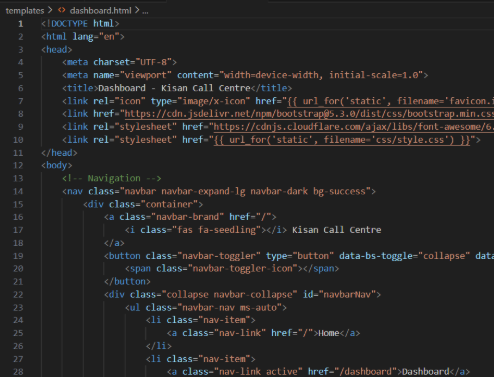 templates > <> dashboard.html > ...
1 <!DOCTYPE html>
2 <html lang="en">
3 <head>
4 <meta charset="UTF-8">
5 <meta name="viewport" content="width=device-width, initial-scale=1.0">
6 <title>Dashboard - Kisan Call Centre</title>
7 <link rel="icon" type="image/x-icon" href="{{ url_for('static', filename='favicon.i
8 <link href="https://cdn.jsdelivr.net/npm/bootstrap@5.3.0/dist/css/bootstrap.min.css
9 <link rel="stylesheet" href="https://cdnjs.cloudflare.com/ajax/libs/font-awesome/6.
10 <link rel="stylesheet" href="{{ url_for('static', filename='css/style.css') }}">
11 </head>
12 <body>
13 <!-- Navigation -->
14 <nav class="navbar navbar-expand-lg navbar-dark bg-success">
15 <div class="container">
16 <a class="navbar-brand" href="/">
17 <i class="fas fa-seedling"></i> Kisan Call Centre
18 </a>
19 <button class="navbar-toggler" type="button" data-bs-toggle="collapse" data
20 <span class="navbar-toggler-icon"></span>
21 </button>
22 <div class="collapse navbar-collapse" id="navbarNav">
23 <ul class="navbar-nav ms-auto">
24 <li class="nav-item">
25 <a class="nav-link" href="/">Home</a>
26 </li>
27 <li class="nav-item">
28 <a class="nav-link active" href="/dashboard">Dashboard</a>